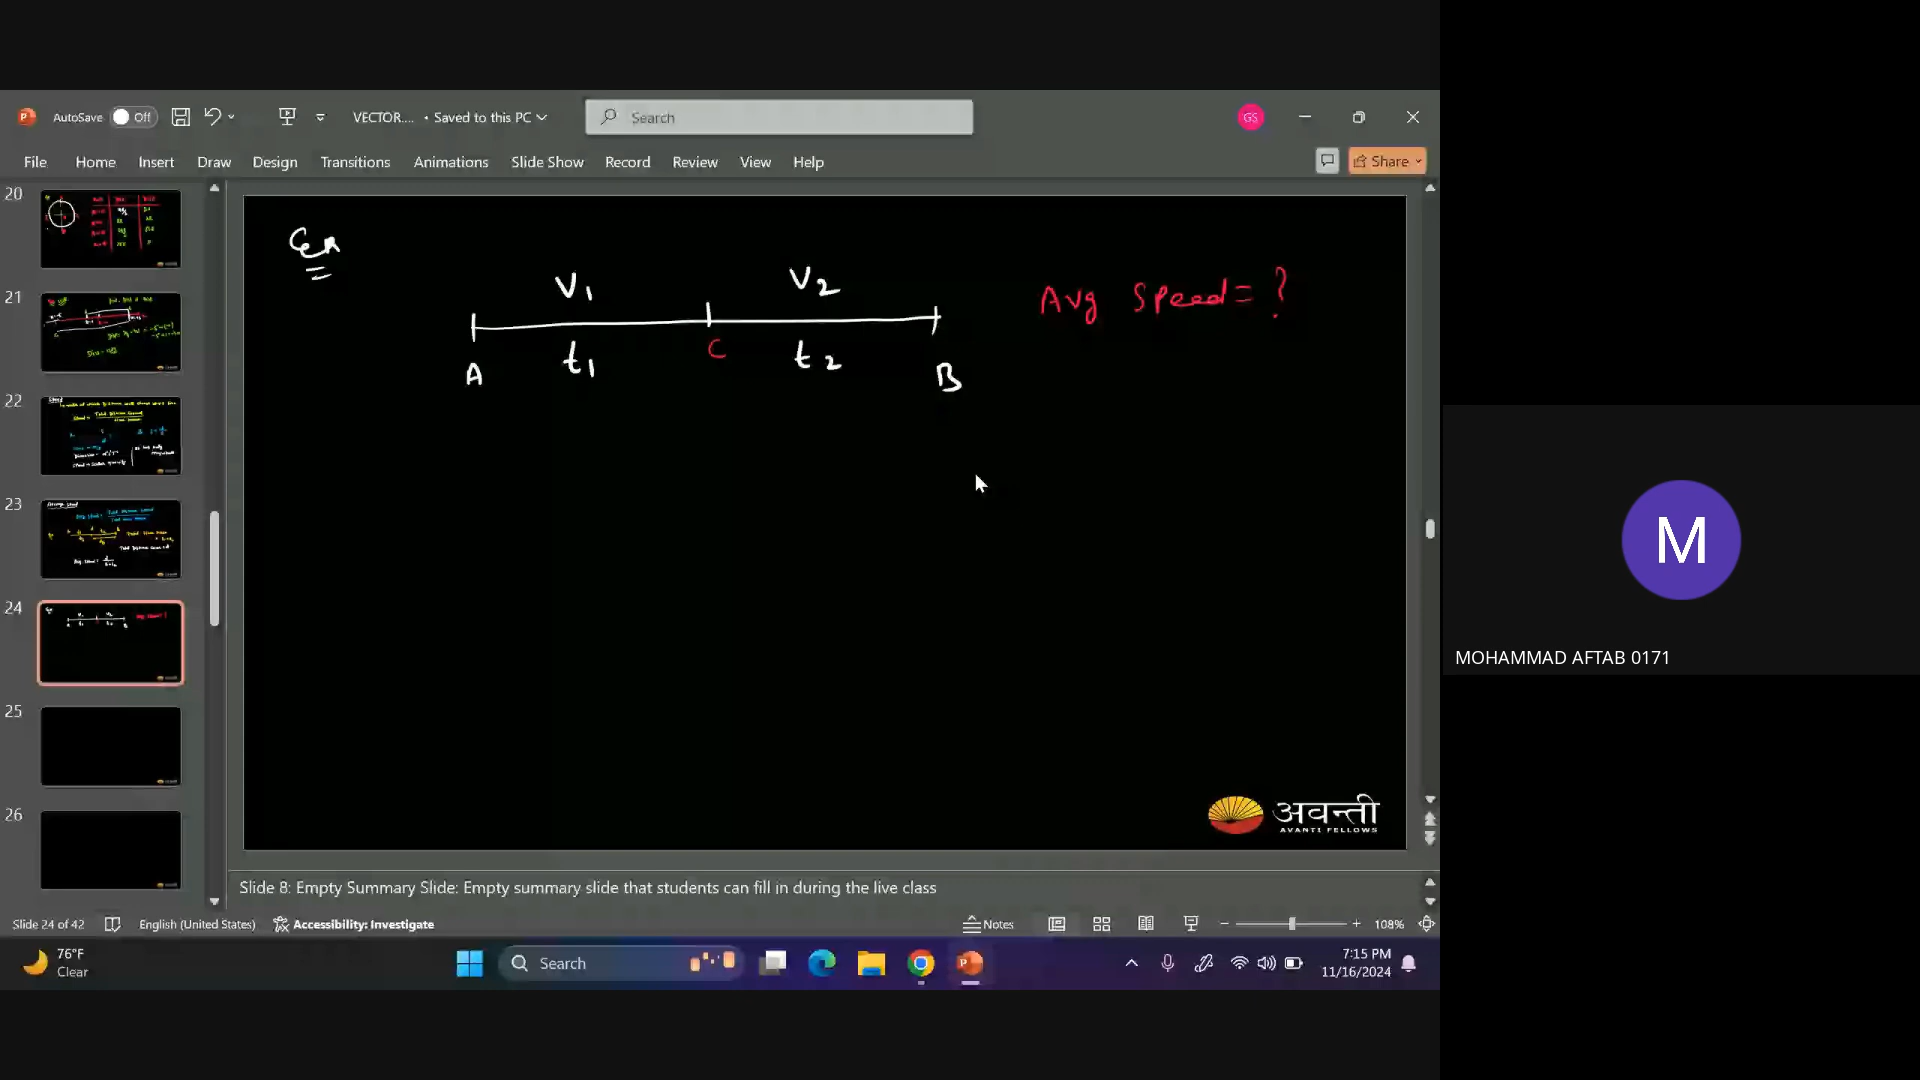 AutoSave Off VECTOR.... • Saved to this PC Search GS
File Home Insert Draw Design Transitions Animations Slide Show Record Review View Help Share
20
21
22
23
24
25
26
Ex
V1 V2 Avg Speed = ?
t1 C t2
A B
अवन्ती
AVANTI FELLOWS
M
MOHAMMAD AFTAB 0171
Slide 8: Empty Summary Slide: Empty summary slide that students can fill in during the live class
Slide 24 of 42 English (United States) Accessibility: Investigate Notes 108%
76°F
Clear
Search
7:15 PM
11/16/2024